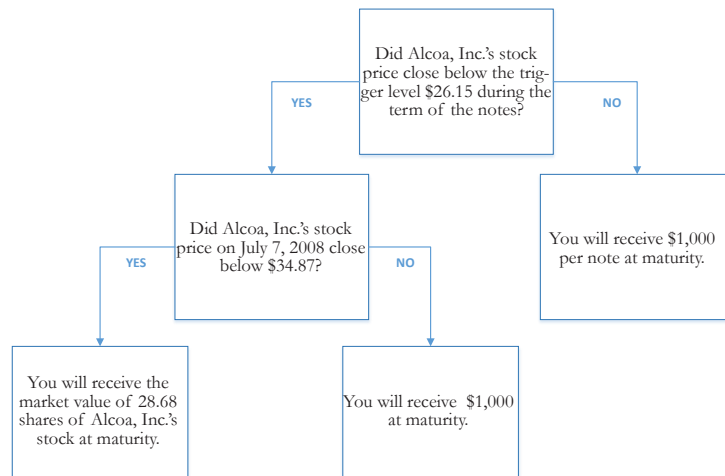 Did Alcoa, Inc.'s stock
price close below the trig-
ger level $26.15 during the
term of the notes?
YES
NO
Did Alcoa, Inc.'s stock
price on July 7, 2008 close
below $34.87?
You will receive $1,000
per note at maturity.
YES
NO
You will receive the
market value of 28.68
shares of Alcoa, Inc.'s
stock at maturity.
You will receive $1,000
at maturity.